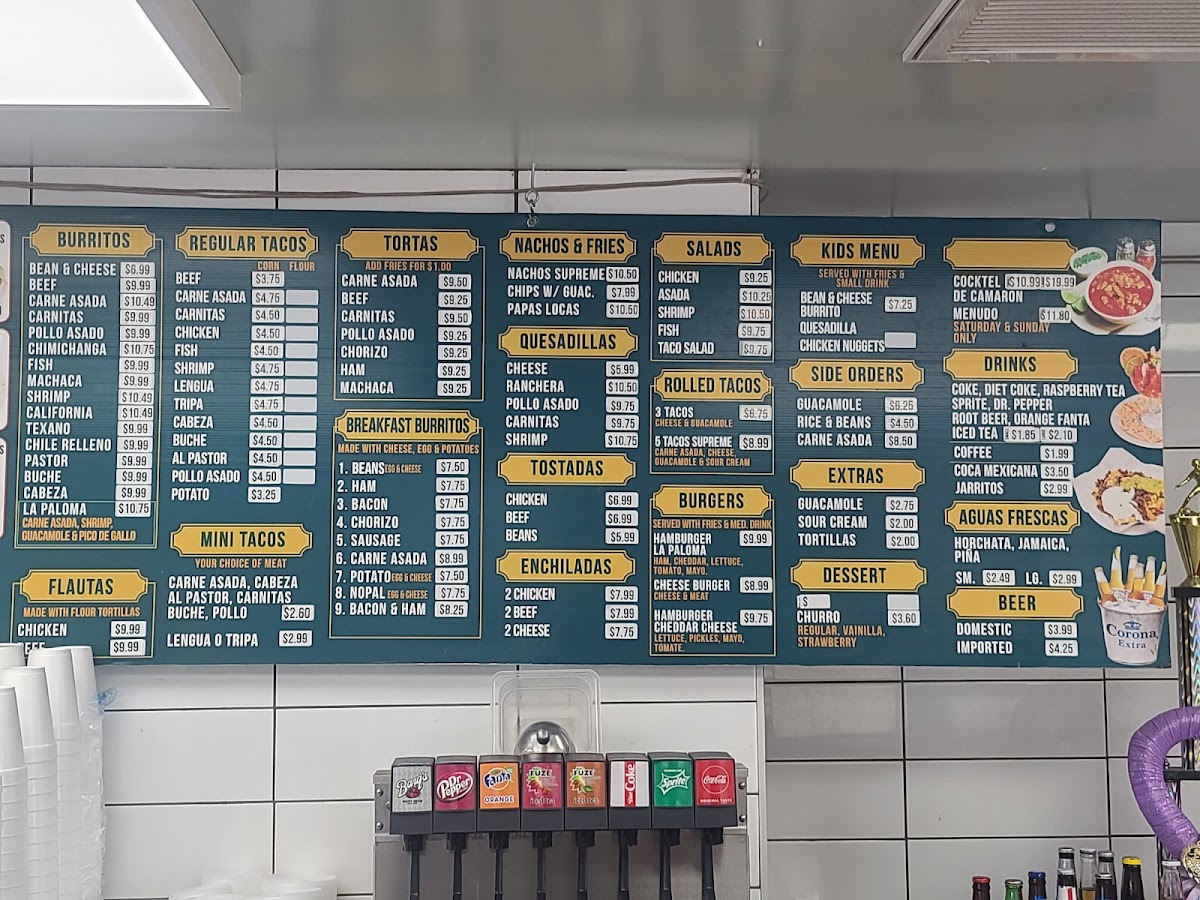 BURRITOS
BEAN & CHEESE $6.99
BEEF $9.99
CARNE ASADA $10.49
CARNITAS $9.99
POLLO ASADO $9.99
CHIMICHANGA $10.75
FISH $9.99
MACHACA $9.99
SHRIMP $10.49
CALIFORNIA $10.49
TEXANO $9.99
CHILE RELLENO $9.99
PASTOR $9.99
BUCHE $9.99
CABEZA $9.99
LA PALOMA $10.75
CARNE ASADA, SHRIMP,
GUACAMOLE & PICO DE GALLO
FLAUTAS
MADE WITH FLOUR TORTILLAS
CHICKEN $9.99
$9.99
REGULAR TACOS
CORN FLOUR
BEEF $3.75
CARNE ASADA $4.75
CARNITAS $4.50
CHICKEN $4.50
FISH $4.50
SHRIMP $4.75
LENGUA $4.75
TRIPA $4.75
CABEZA $4.50
BUCHE $4.50
AL PASTOR $4.50
POLLO ASADO $4.50
POTATO $3.25
MINI TACOS
YOUR CHOICE OF MEAT
CARNE ASADA, CABEZA
AL PASTOR, CARNITAS
BUCHE, POLLO $2.60
LENGUA O TRIPA $2.99
TORTAS
ADD FRIES FOR $1.00
CARNE ASADA $9.50
BEEF $9.25
CARNITAS $9.50
POLLO ASADO $9.25
CHORIZO $9.25
HAM $9.25
MACHACA $9.25
BREAKFAST BURRITOS
MADE WITH CHEESE, EGG & POTATOES
1. BEANS EGG & CHEESE $7.50
2. HAM $7.75
3. BACON $7.75
4. CHORIZO $7.75
5. SAUSAGE $7.75
6. CARNE ASADA $8.99
7. POTATO EGG & CHEESE $7.50
8. NOPAL EGG & CHEESE $7.75
9. BACON & HAM $8.25
NACHOS & FRIES
NACHOS SUPREME $10.50
CHIPS W/ GUAC. $7.99
PAPAS LOCAS $10.50
QUESADILLAS
CHEESE $5.99
RANCHERA $10.50
POLLO ASADO $9.75
CARNITAS $9.75
SHRIMP $10.75
TOSTADAS
CHICKEN $6.99
BEEF $6.99
BEANS $5.99
ENCHILADAS
2 CHICKEN $7.99
2 BEEF $7.99
2 CHEESE $7.75
SALADS
CHICKEN $9.25
ASADA $10.25
SHRIMP $10.50
FISH $9.75
TACO SALAD $9.75
ROLLED TACOS
3 TACOS $6.75
CHEESE & GUACAMOLE
5 TACOS SUPREME $8.99
CARNE ASADA, CHEESE,
GUACAMOLE & SOUR CREAM
BURGERS
SERVED WITH FRIES & MED. DRINK
HAMBURGER $9.99
LA PALOMA
HAM, CHEDDAR, LETTUCE,
TOMATO, MAYO.
CHEESE BURGER $8.99
CHEESE & MEAT
HAMBURGER $9.75
CHEDDAR CHEESE
LETTUCE, PICKLES, MAYO,
TOMATE.
KIDS MENU
SERVED WITH FRIES &
SMALL DRINK
BEAN & CHEESE $7.25
BURRITO
QUESADILLA
CHICKEN NUGGETS
SIDE ORDERS
GUACAMOLE $6.25
RICE & BEANS $4.50
CARNE ASADA $8.50
EXTRAS
GUACAMOLE $2.75
SOUR CREAM $2.00
TORTILLAS $2.00
DESSERT
$
CHURRO $3.60
REGULAR, VAINILLA,
STRAWBERRY
COCKTEL $10.99 $19.99
DE CAMARON
MENUDO $11.80
SATURDAY & SUNDAY
ONLY
DRINKS
COKE, DIET COKE, RASPBERRY TEA
SPRITE, DR. PEPPER
ROOT BEER, ORANGE FANTA
ICED TEA $1.85 $2.10
COFFEE $1.99
COCA MEXICANA $3.50
JARRITOS $2.99
AGUAS FRESCAS
HORCHATA, JAMAICA,
PIÑA
SM. $2.49 LG. $2.99
BEER
DOMESTIC $3.99
IMPORTED $4.25
Corona
Extra
Barq's
Dr Pepper
Fanta
ORANGE
FUZE
iced tea
FUZE
iced tea
Diet Coke
Sprite
Coca-Cola
ORIGINAL TASTE